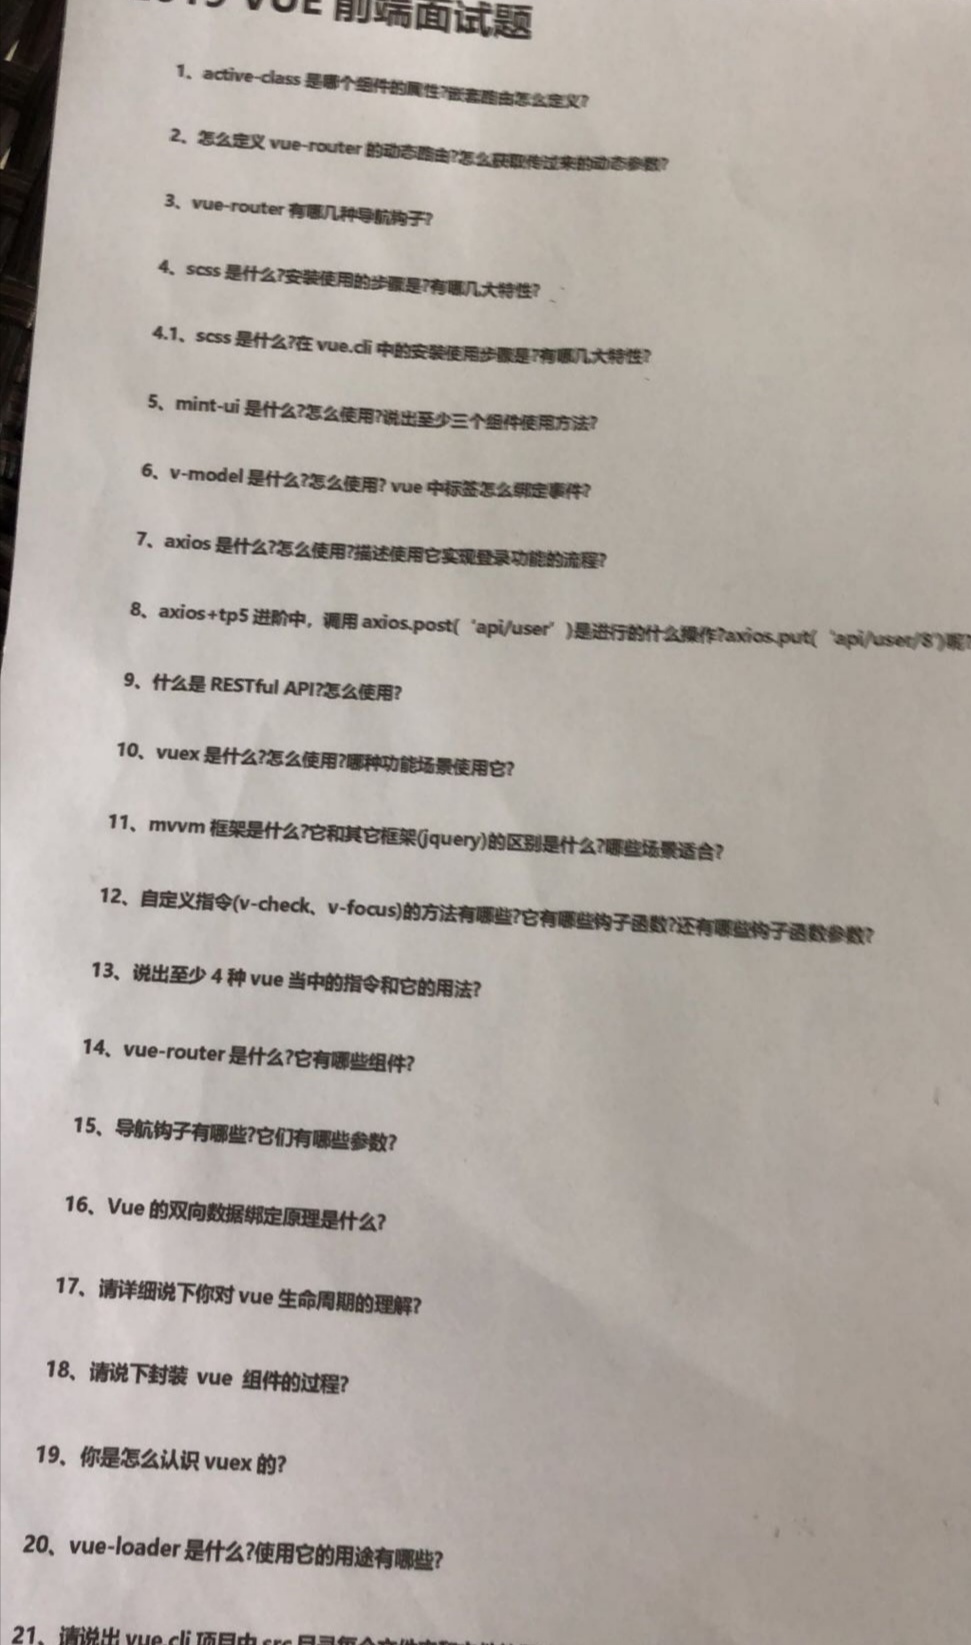 2019 VUE 前端面试题
1、active-class 是哪个组件的属性?嵌套路由怎么定义?
2、怎么定义 vue-router 的动态路由?怎么获取传过来的动态参数?
3、vue-router 有哪几种导航钩子?
4、scss 是什么?安装使用的步骤是?有哪几大特性?
4.1、scss 是什么?在 vue.cli 中的安装使用步骤是?有哪几大特性?
5、mint-ui 是什么?怎么使用?说出至少三个组件使用方法?
6、v-model 是什么?怎么使用? vue 中标签怎么绑定事件?
7、axios 是什么?怎么使用?描述使用它实现登录功能的流程?
8、axios+tp5 进阶中，调用 axios.post(‘api/user’)是进行的什么操作?axios.put(‘api/user/8′)呢?
9、什么是 RESTful API?怎么使用?
10、vuex 是什么?怎么使用?哪种功能场景使用它?
11、mvvm 框架是什么?它和其它框架(jquery)的区别是什么?哪些场景适合?
12、自定义指令(v-check、v-focus)的方法有哪些?它有哪些钩子函数?还有哪些钩子函数参数?
13、说出至少 4 种 vue 当中的指令和它的用法?
14、vue-router 是什么?它有哪些组件?
15、导航钩子有哪些?它们有哪些参数?
16、Vue 的双向数据绑定原理是什么?
17、请详细说下你对 vue 生命周期的理解?
18、请说下封装 vue 组件的过程?
19、你是怎么认识 vuex 的?
20、vue-loader 是什么?使用它的用途有哪些?
21、请说出 vue.cli 项目中 src 目录每个文件夹和文件的